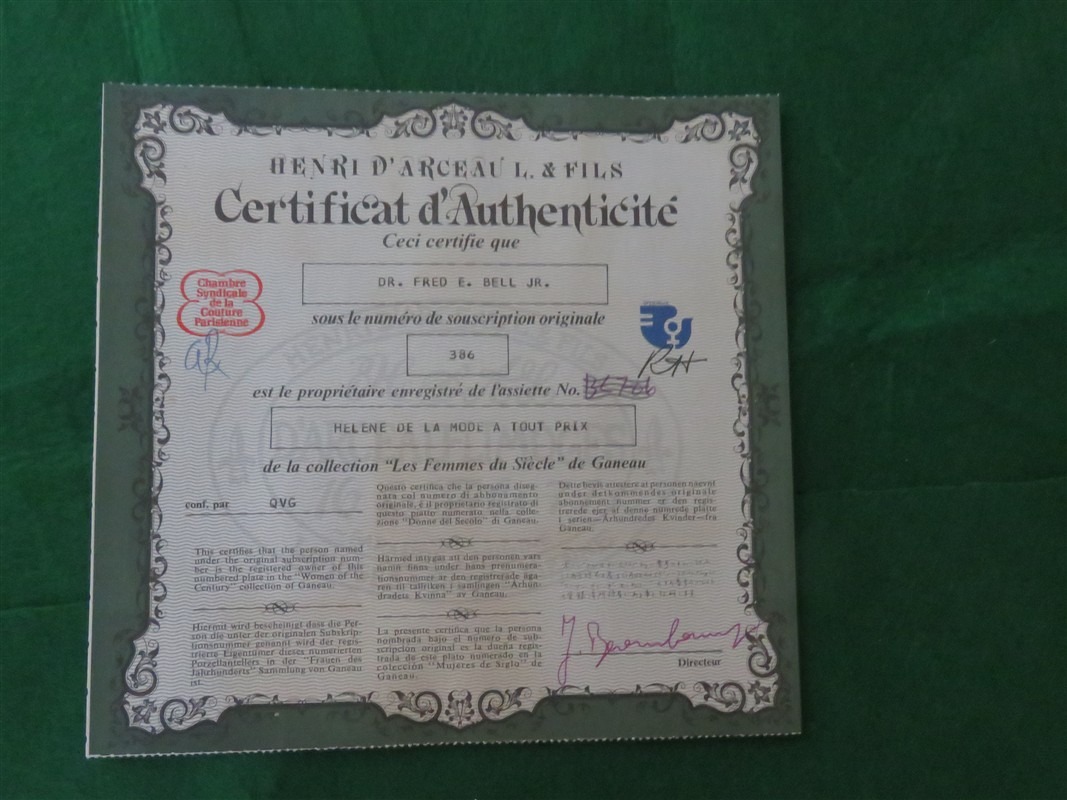 HENRI D'ARCEAU L. & FILS
Certificat d'Authenticité
Ceci certifie que
DR. FRED E. BELL JR.
Chambre
Syndicale
de la
Couture
Parisienne
sous le numéro de souscription originale
386
RH
est le propriétaire enregistré de l'assiette No.
HELENE DE LA MODE A TOUT PRIX
de la collection "Les Femmes du Siècle" de Ganeau
conf. par QVG
This certifies that the person named
under the original subscription num-
ber is the registered owner of this
numbered plate in the "Women of the
Century" collection of Ganeau.
Hiermit wird bescheinigt dass die Per-
son die unter der originalen Subskrip-
tionsnummer genannt wird der regis-
trierte Eigentümer dieses numerierten
Porzellantellers in der "Frauen des
Jahrhunderts" Sammlung von Ganeau
ist.
Questo certifica che la persona diseg-
nata col numero di abbonamento
originale, è il proprietario registrato di
questo piatto numerato nella colle-
zione "Donne del Secolo" di Ganeau.
Härmed intygas att den personen vars
namn finns under hans prenumera-
tionsnummer är den registrerade äga-
ren til tallriken i samlingen "Århun-
dradets Kvinna" av Ganeau.
La presente certifica que la persona
nombrada bajo el número de sub-
scripcion original es la dueña regis-
trada de este plato numerado en la
colección "Mujeres de Siglo" de
Ganeau.
Dette bevis attesterer at personen nævnt
under detkommendes originale
abonnement nummer er den regis-
trerede ejer af denne numrede platte
i serien—Århundredes Kvinder—fra
Ganeau.
Directeur